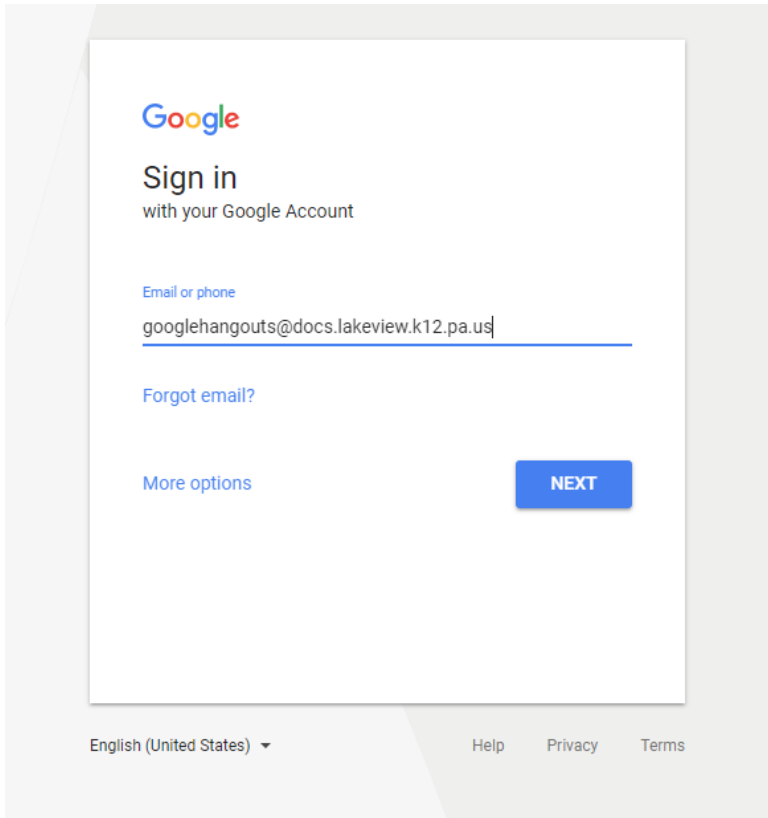 Google
Sign in
with your Google Account
Email or phone
googlehangouts@docs.lakeview.k12.pa.us
Forgot email?
More options
NEXT
English (United States)
Help Privacy Terms